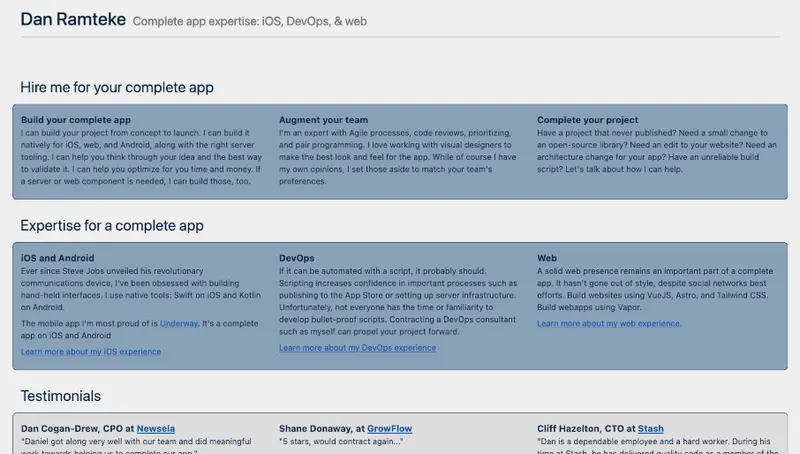 Dan Ramteke Complete app expertise: iOS, DevOps, & web
Hire me for your complete app
Build your complete app
I can build your project from concept to launch. I can build it
natively for iOS, web, and Android, along with the right server
tooling. I can help you think through your idea and the best way
to validate it. I can help you optimize for you time and money. If
a server or web component is needed, I can build those, too.
Augment your team
I'm an expert with Agile processes, code reviews, prioritizing,
and pair programming. I love working with visual designers to
make the best look and feel for the app. While of course I have
my own opinions, I set those aside to match your team's
preferences.
Complete your project
Have a project that never published? Need a small change to
an open-source library? Need an edit to your website? Need an
architecture change for your app? Have an unreliable build
script? Let's talk about how I can help.
Expertise for a complete app
iOS and Android
Ever since Steve Jobs unveiled his revolutionary
communications device, I've been obsessed with building
hand-held interfaces. I use native tools: Swift on iOS and Kotlin
on Android.
The mobile app I'm most proud of is Underway. It's a complete
app on iOS and Android
Learn more about my iOS experience
DevOps
If it can be automated with a script, it probably should.
Scripting increases confidence in important processes such as
publishing to the App Store or setting up server infrastructure.
Unfortunately, not everyone has the time or familiarity to
develop bullet-proof scripts. Contracting a DevOps consultant
such as myself can propel your project forward.
Learn more about my DevOps experience
Web
A solid web presence remains an important part of a complete
app. It hasn't gone out of style, despite social networks best
efforts. Build websites using VueJS, Astro, and Tailwind CSS.
Build webapps using Vapor.
Learn more about my web experience.
Testimonials
Dan Cogan-Drew, CPO at Newsela
"Daniel got along very well with our team and did meaningful
work towards helping us to complete our app."
Shane Donaway, at GrowFlow
"5 stars, would contract again..."
Cliff Hazelton, CTO at Stash
"Dan is a dependable employee and a hard worker. During his
time at Stash, he has delivered quality code as a member of the